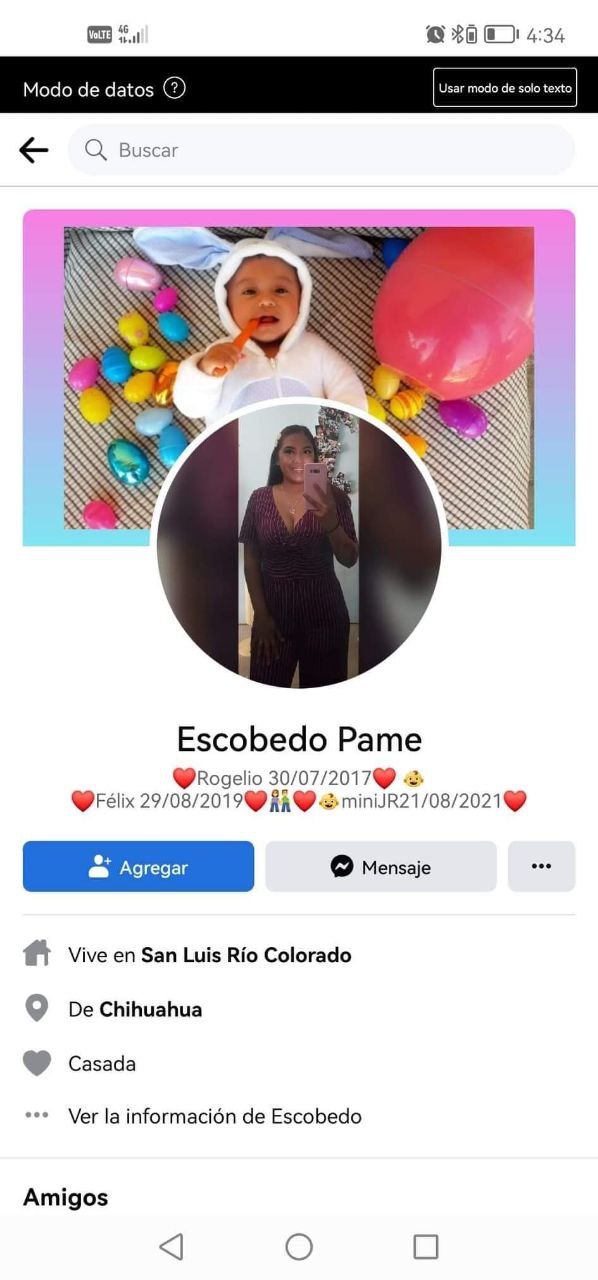 VoLTE 4G 4:34
Modo de datos ? Usar modo de solo texto
Buscar
Escobedo Pame
❤️Rogelio 30/07/2017❤️ 👶
❤️Félix 29/08/2019❤️👫❤️👶miniJR21/08/2021❤️
Agregar Mensaje ...
Vive en San Luis Río Colorado
De Chihuahua
Casada
Ver la información de Escobedo
Amigos